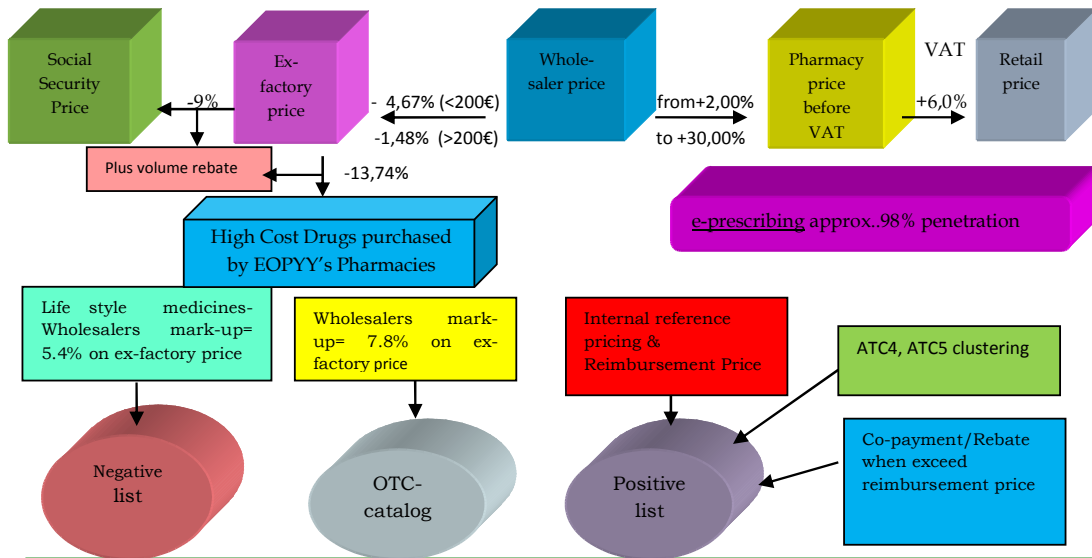 Social
Security
Price
-9%
Ex-
factory
price
- 4,67% (<200€)
-1,48% (>200€)
Whole-
saler price
from+2,00%
to +30,00%
Pharmacy
price
before
VAT
VAT
+6,0%
Retail
price
Plus volume rebate
-13,74%
High Cost Drugs purchased
by EOPYY's Pharmacies
e-prescribing approx..98% penetration
Life style medicines-
Wholesalers mark-up=
5.4% on ex-factory price
Wholesalers mark-
up= 7.8% on ex-
factory price
Internal reference
pricing &
Reimbursement Price
ATC4, ATC5 clustering
Co-payment/Rebate
when exceed
reimbursement price
Negative
list
OTC-
catalog
Positive
list